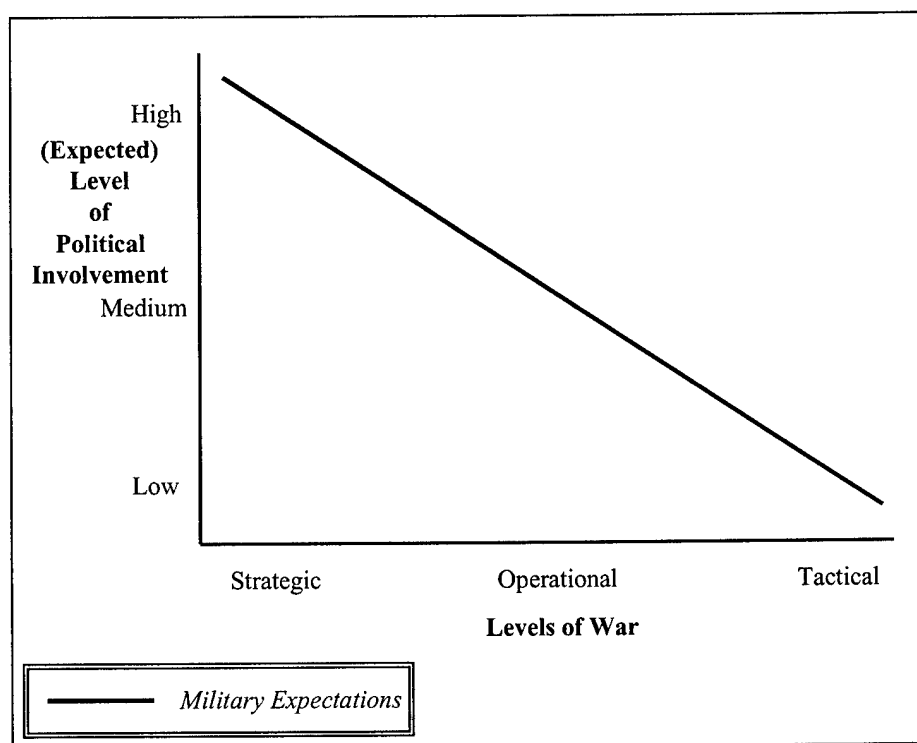 High
(Expected)
Level
of
Political
Involvement
Medium
Low
Strategic Operational Tactical
Levels of War
Military Expectations